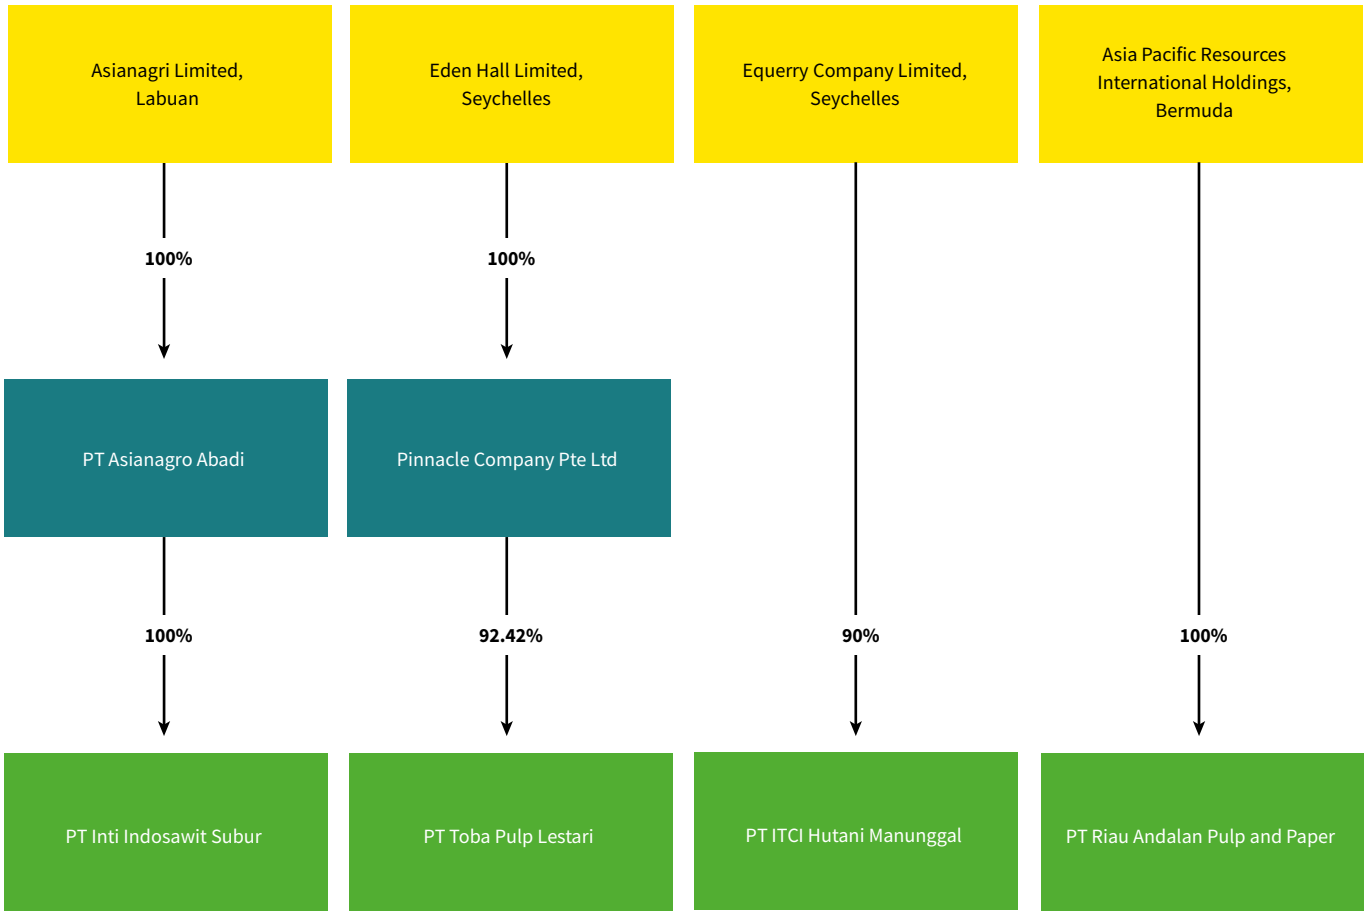 Asianagri Limited,
Labuan
Eden Hall Limited,
Seychelles
Equerry Company Limited,
Seychelles
Asia Pacific Resources
International Holdings,
Bermuda
100%
100%
PT Asianagro Abadi
Pinnacle Company Pte Ltd
100%
92.42%
90%
100%
PT Inti Indosawit Subur
PT Toba Pulp Lestari
PT ITCI Hutani Manunggal
PT Riau Andalan Pulp and Paper